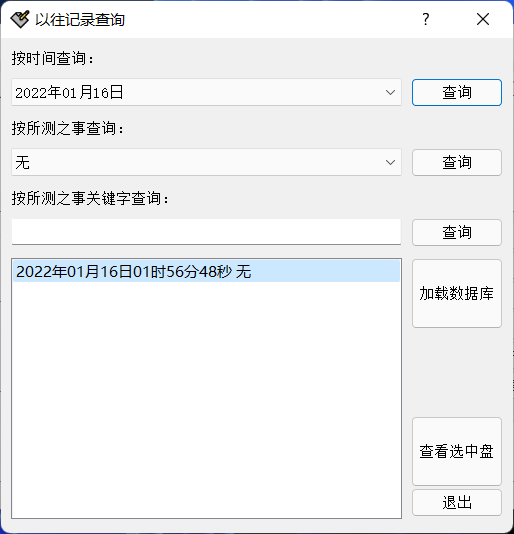 以往记录查询
按时间查询：
2022年01月16日
查询
按所测之事查询：
无
查询
按所测之事关键字查询：
查询
2022年01月16日01时56分48秒 无
加载数据库
查看选中盘
退出